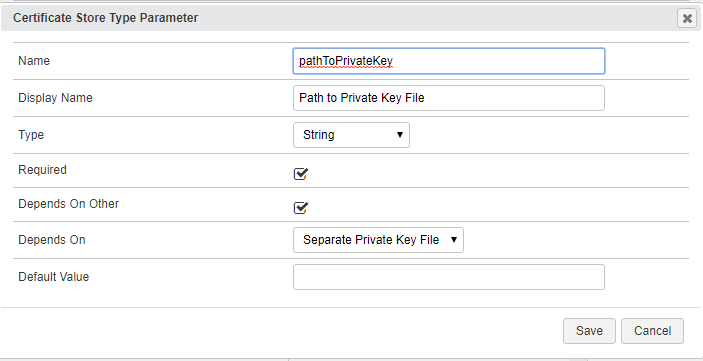 Certificate Store Type Parameter
Name pathToPrivateKey
Display Name Path to Private Key File
Type String
Required
Depends On Other
Depends On Separate Private Key File
Default Value
Save Cancel